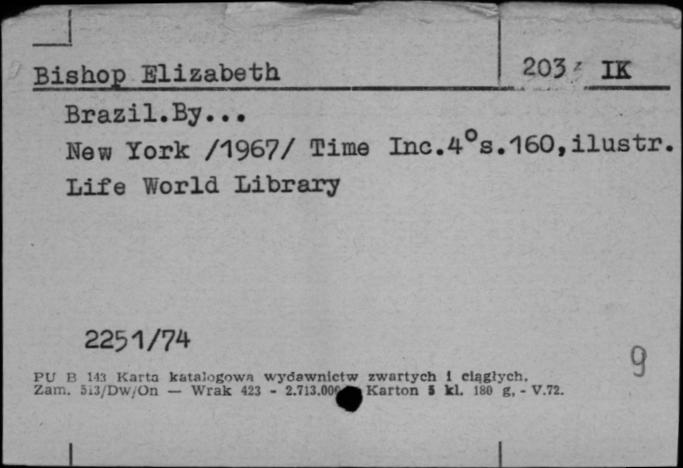 Bishop Elizabeth 203 IK
Brazil.By...
New York /1967/ Time Inc.4°s.160,ilustr.
Life World Library
2251/74
9
PU B 143 Karta katalogowa wydawnictw zwartych i ciągłych.
Zam. 513/Dw/On — Wrak 423 - 2.713.000 Karton 5 kl. 180 g, - V.72.